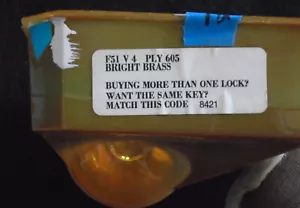 F51 V 4 PLY 605
BRIGHT BRASS
BUYING MORE THAN ONE LOCK?
WANT THE SAME KEY?
MATCH THIS CODE 8421